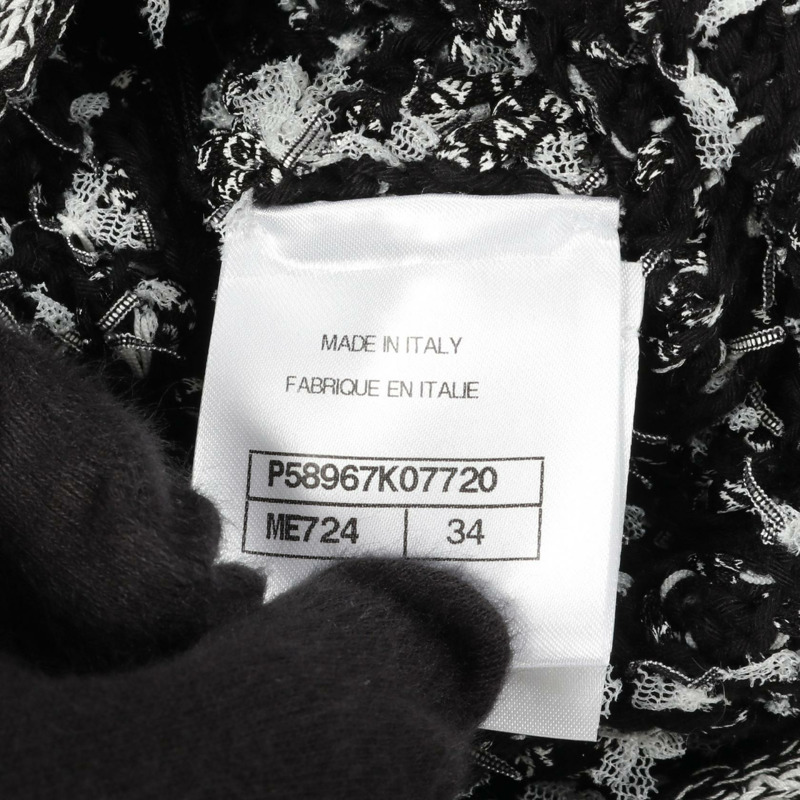 MADE IN ITALY
FABRIQUE EN ITALIE
P58967K07720
ME724 34